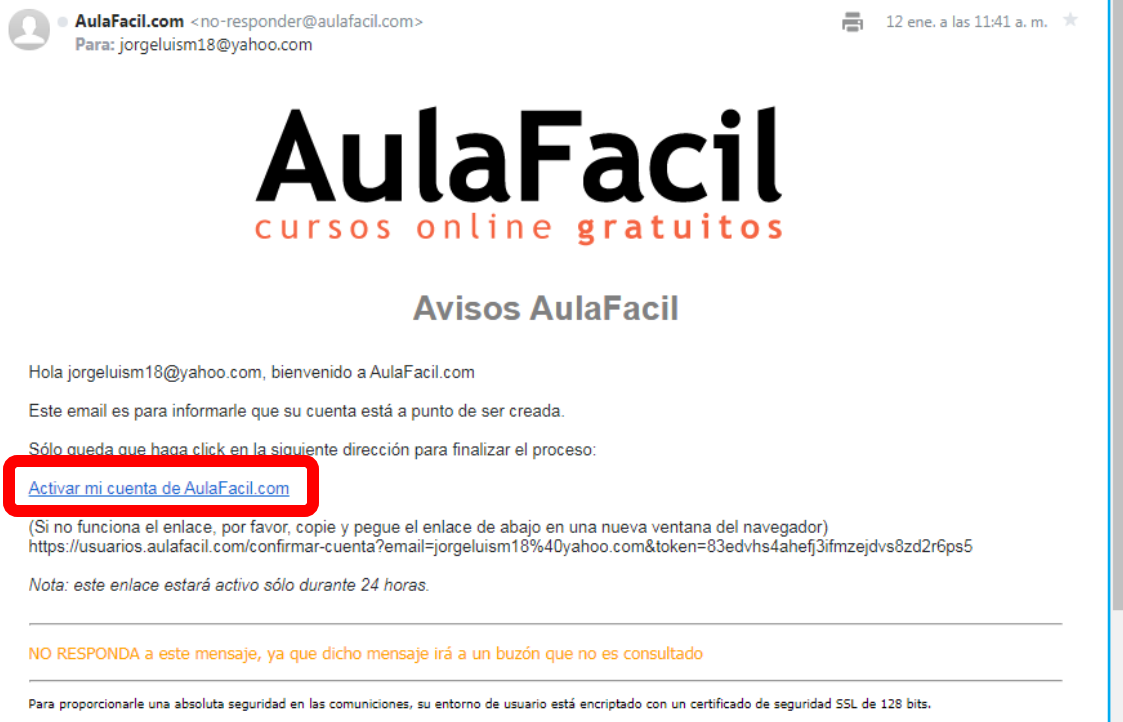 AulaFacil.com <no-responder@aulafacil.com>
12 ene. a las 11:41 a. m.
Para: jorgeluism18@yahoo.com
AulaFacil
cursos online gratuitos
Avisos AulaFacil
Hola jorgeluism18@yahoo.com, bienvenido a AulaFacil.com
Este email es para informarle que su cuenta está a punto de ser creada.
Sólo queda que haga click en la siguiente dirección para finalizar el proceso:
Activar mi cuenta de AulaFacil.com
(Si no funciona el enlace, por favor, copie y pegue el enlace de abajo en una nueva ventana del navegador)
https://usuarios.aulafacil.com/confirmar-cuenta?email=jorgeluism18%40yahoo.com&token=83edvhs4ahefj3ifmzejdvs8zd2r6ps5
Nota: este enlace estará activo sólo durante 24 horas.
NO RESPONDA a este mensaje, ya que dicho mensaje irá a un buzón que no es consultado
Para proporcionarle una absoluta seguridad en las comuniciones, su entorno de usuario está encriptado con un certificado de seguridad SSL de 128 bits.